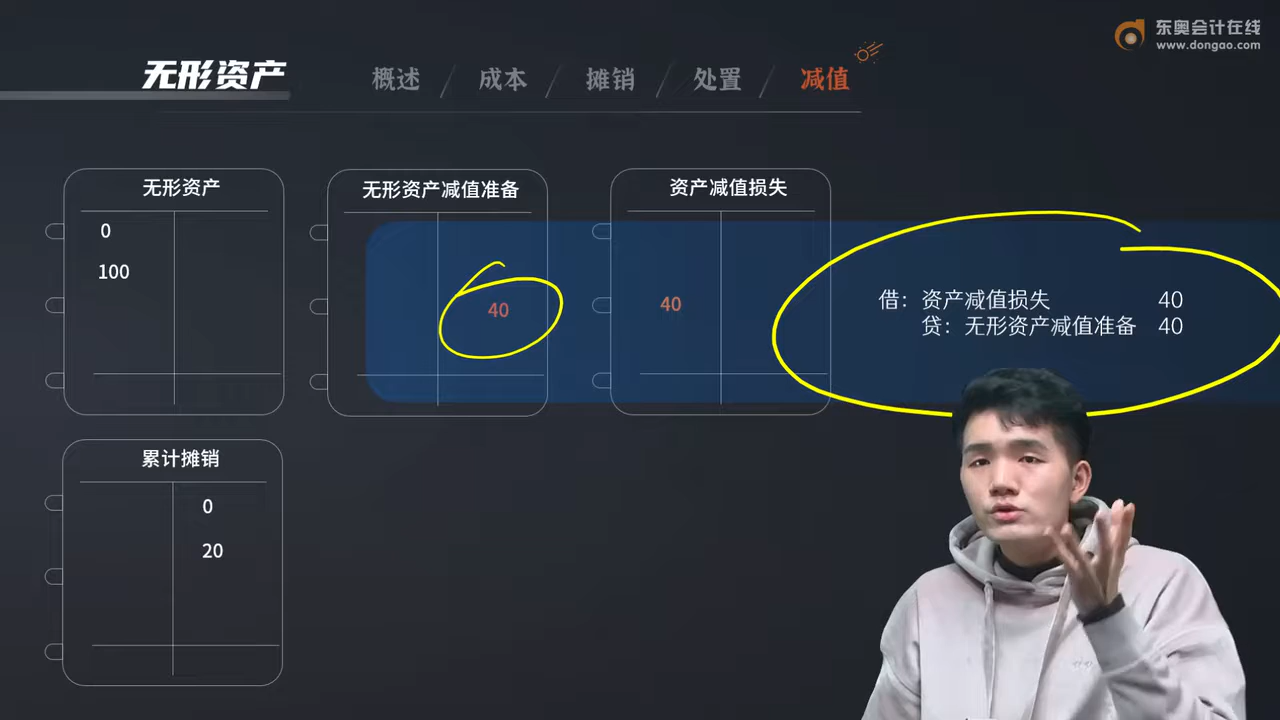 东奥会计在线
www.dongao.com
无形资产
概述 / 成本 / 摊销 / 处置 / 减值
无形资产
0
100
无形资产减值准备
40
资产减值损失
40
借：资产减值损失 40
贷：无形资产减值准备 40
累计摊销
0
20